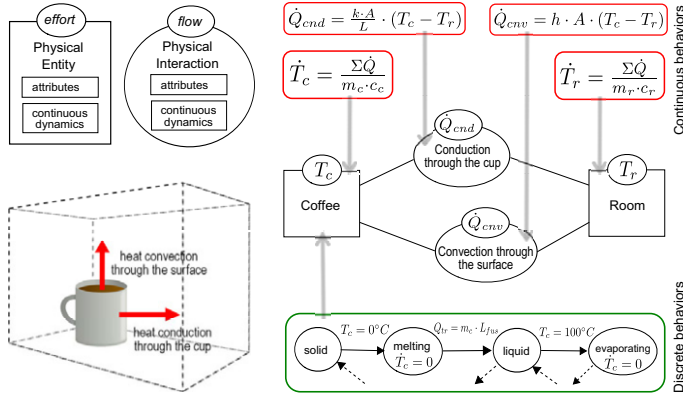 effort
Physical
Entity
attributes
continuous
dynamics
flow
Physical
Interaction
attributes
continuous
dynamics
heat convection
through the surface
heat conduction
through the cup
Q̇cnd = k·A/L · (Tc − Tr)
Q̇cnv = h · A · (Tc − Tr)
Ṫc = ΣQ̇/mc·cc
Ṫr = ΣQ̇/mr·cr
Continuous behaviors
Q̇cnd
Conduction
through the cup
Tc
Coffee
Tr
Room
Q̇cnv
Convection through
the surface
Discrete behaviors
solid
Tc = 0°C
melting
Ṫc = 0
Qtr = mc · Lfus
liquid
Tc = 100°C
evaporating
Ṫc = 0